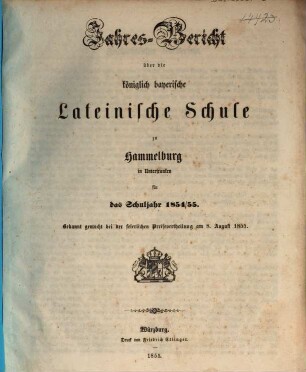 Jahres-Bericht
über die
königlich bayerische
Lateinische Schule
zu
Hammelburg
in Unterfranken
für
das Schuljahr 1854/55.
Bekannt gemacht bei der feierlichen Preisevertheilung am 8. August 1855.
Würzburg.
Druck von Friedrich Ettlinger.
1855.